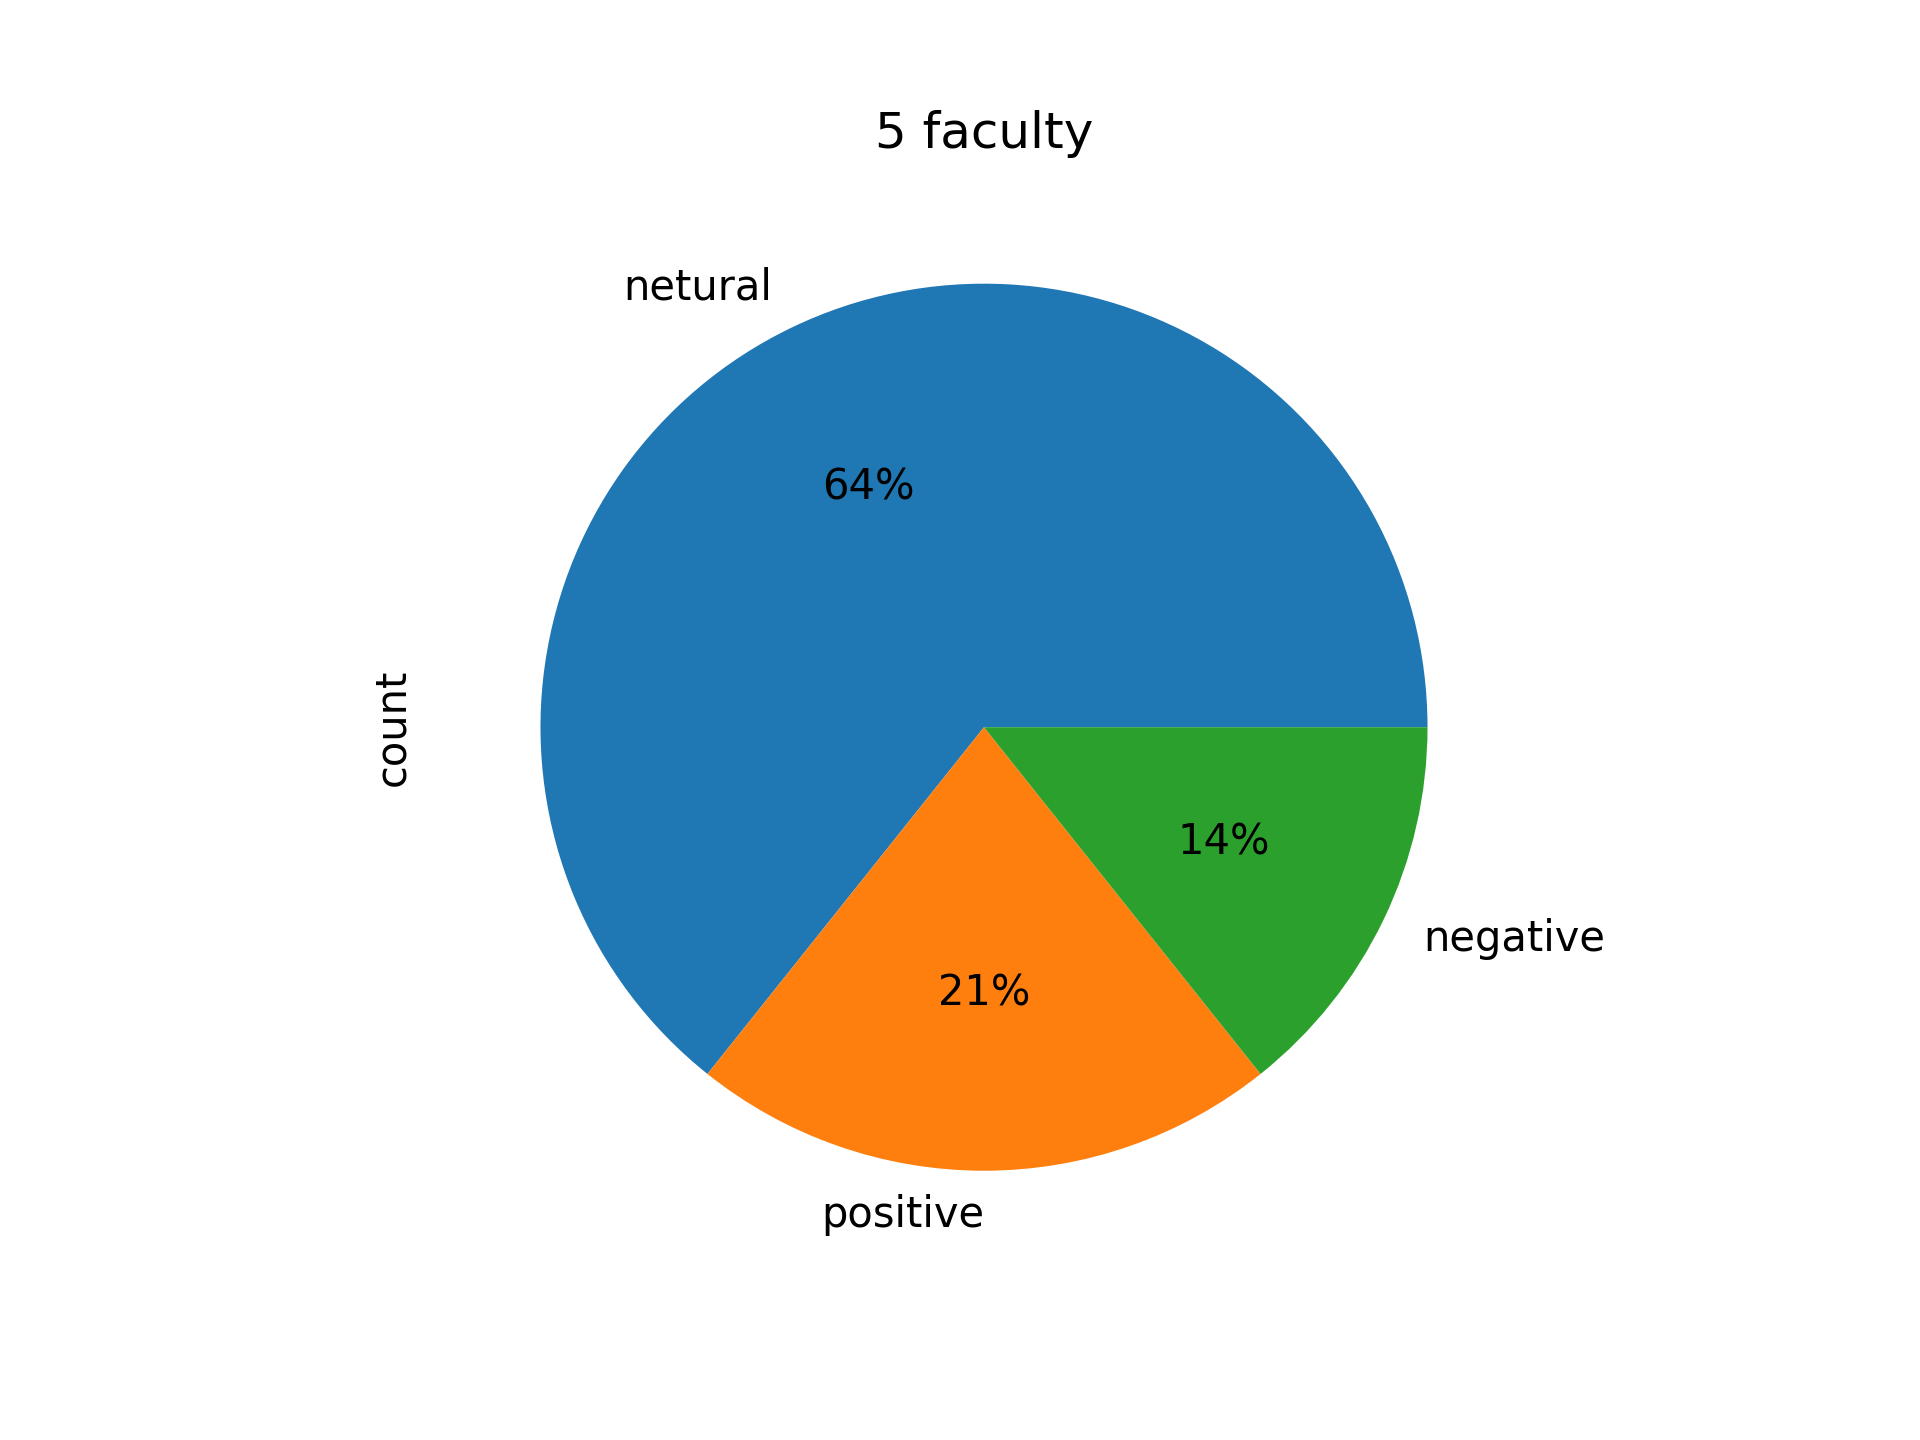 5 faculty
netural
64%
count
14%
negative
21%
positive